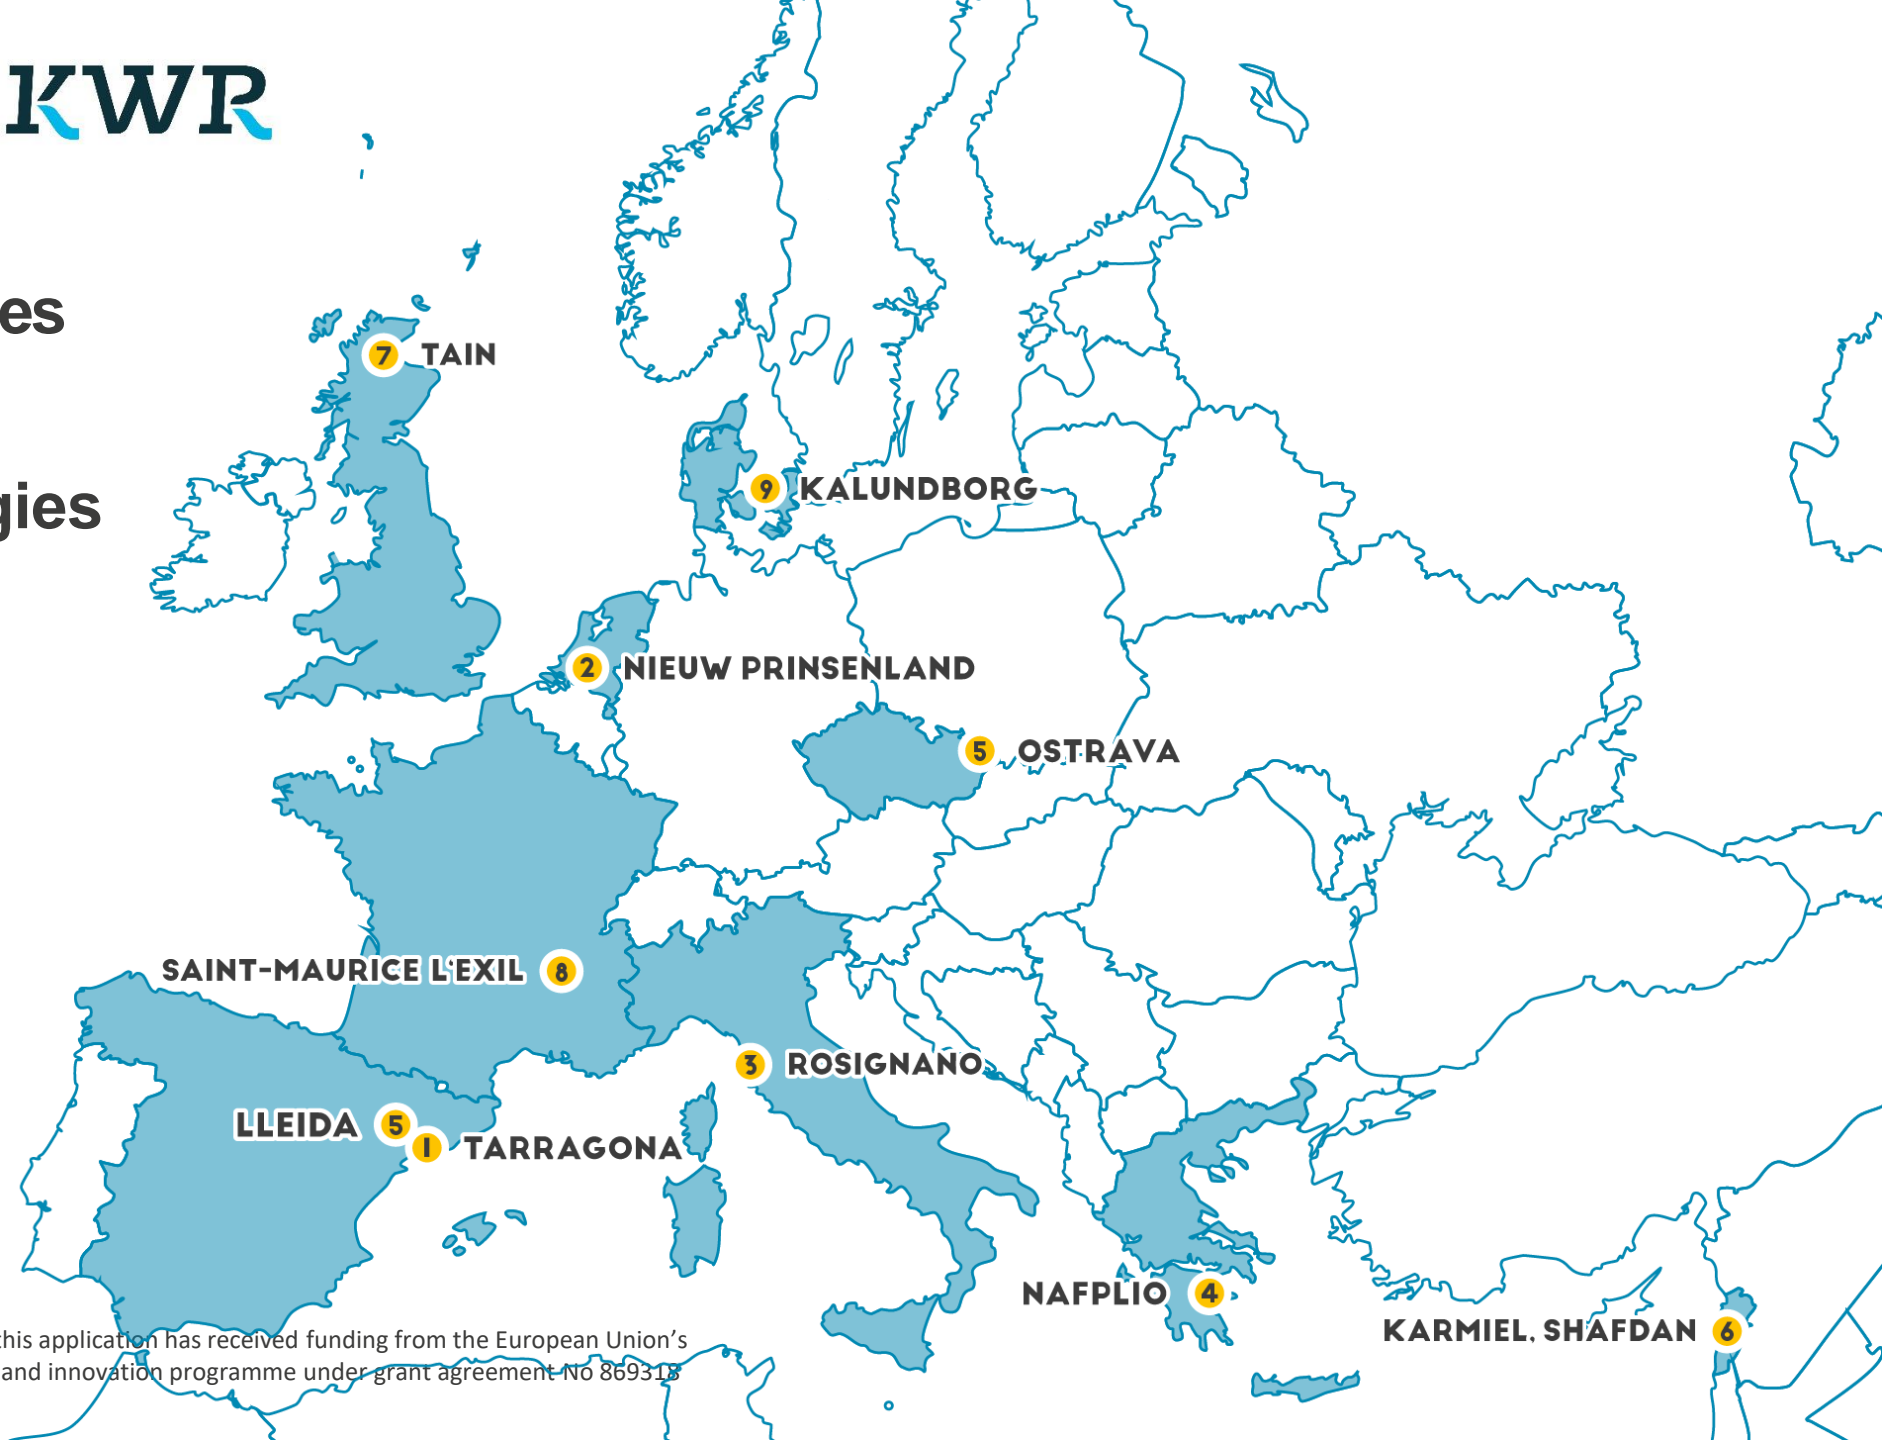 KWR
es
gies
7 TAIN
9 KALUNDBORG
2 NIEUW PRINSENLAND
5 OSTRAVA
SAINT-MAURICE L'EXIL 8
3 ROSIGNANO
LLEIDA 5
1 TARRAGONA
NAFPLIO 4
KARMIEL, SHAFDAN 6
this application has received funding from the European Union's
and innovation programme under grant agreement No 869318